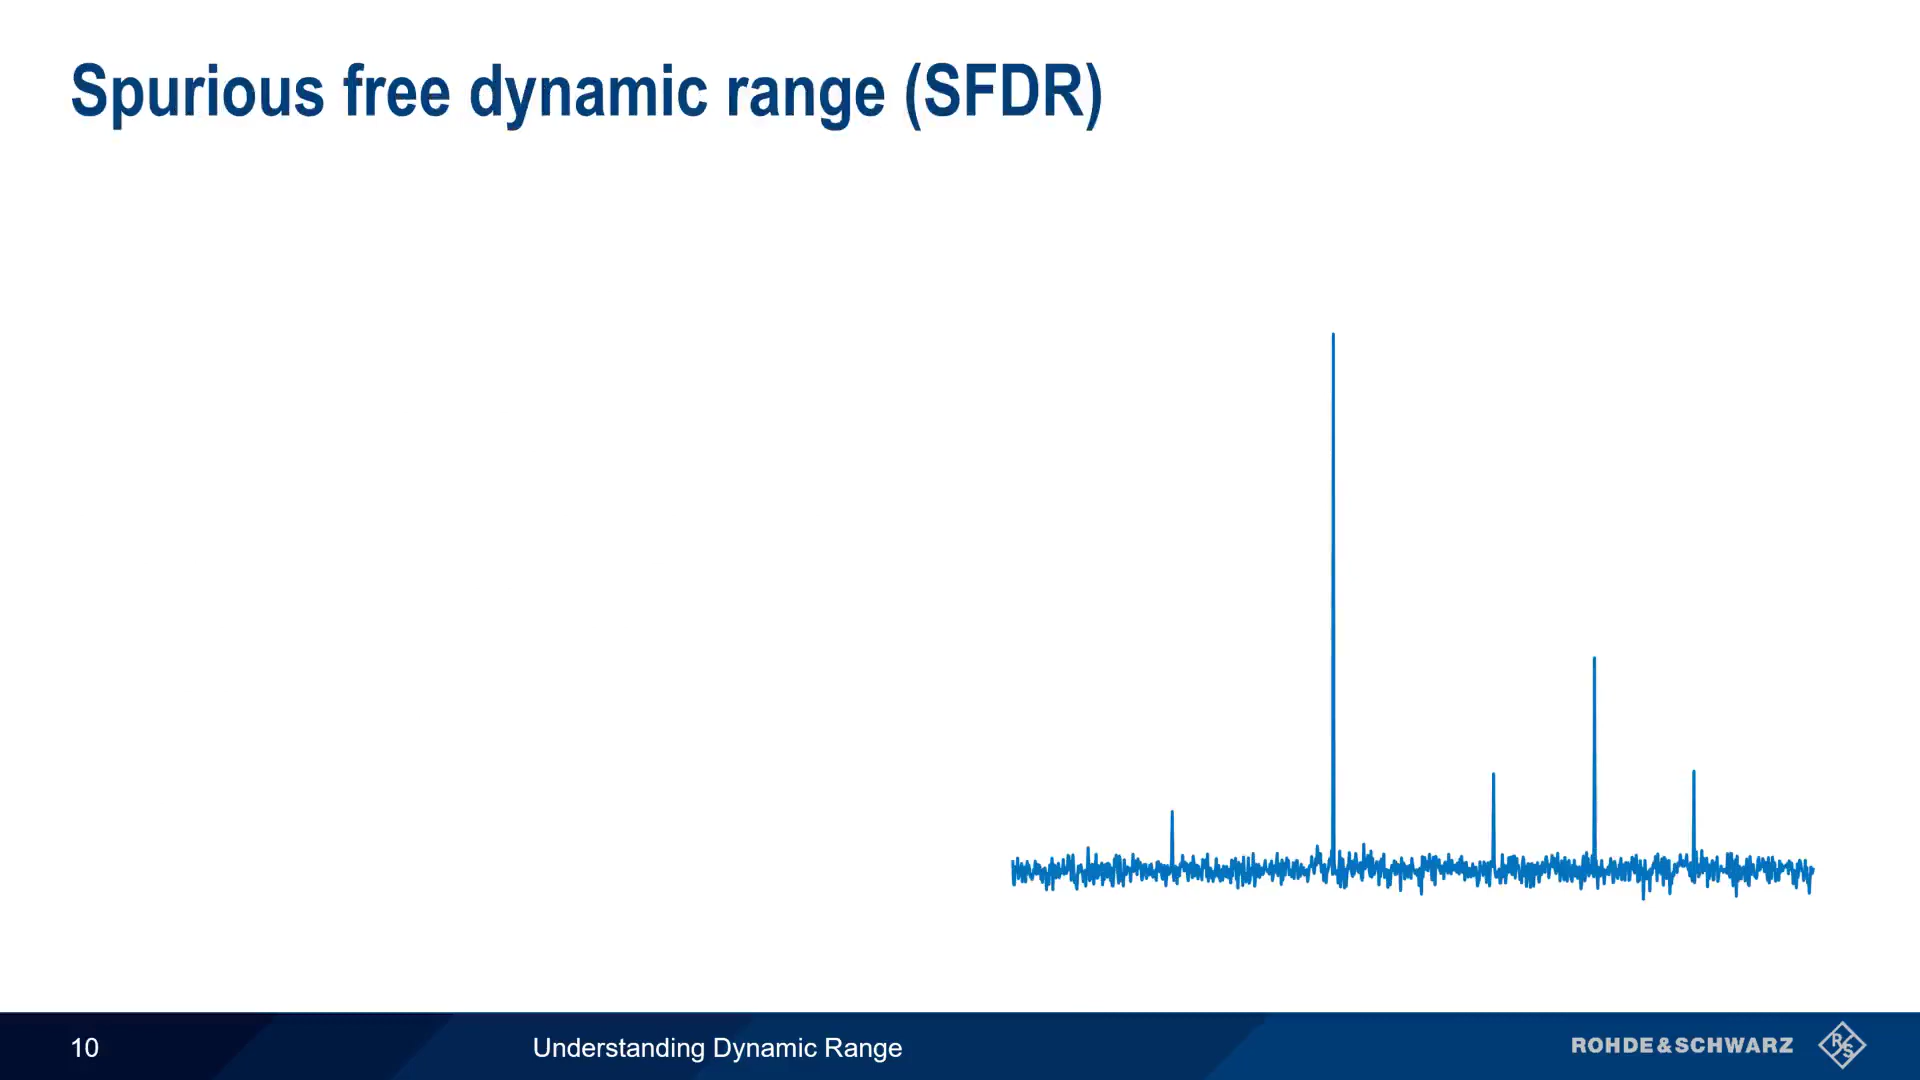 Spurious free dynamic range (SFDR)
10
Understanding Dynamic Range
ROHDE&SCHWARZ
R
S